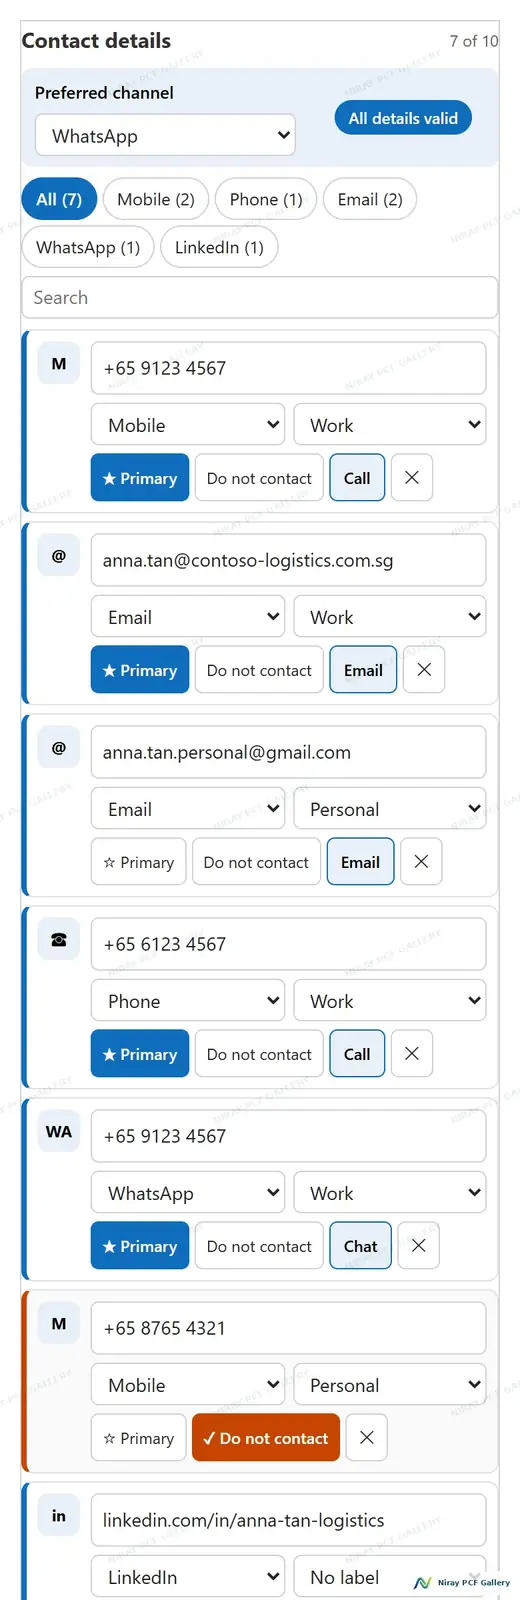 Contact details 7 of 10
Preferred channel
WhatsApp
All details valid
All (7) Mobile (2) Phone (1) Email (2)
WhatsApp (1) LinkedIn (1)
Search
M +65 9123 4567
Mobile Work
★ Primary Do not contact Call ×
@ anna.tan@contoso-logistics.com.sg
Email Work
★ Primary Do not contact Email ×
@ anna.tan.personal@gmail.com
Email Personal
☆ Primary Do not contact Email ×
☎ +65 6123 4567
Phone Work
★ Primary Do not contact Call ×
WA +65 9123 4567
WhatsApp Work
★ Primary Do not contact Chat ×
M +65 8765 4321
Mobile Personal
☆ Primary ✓ Do not contact ×
in linkedin.com/in/anna-tan-logistics
LinkedIn No label
Niray PCF Gallery